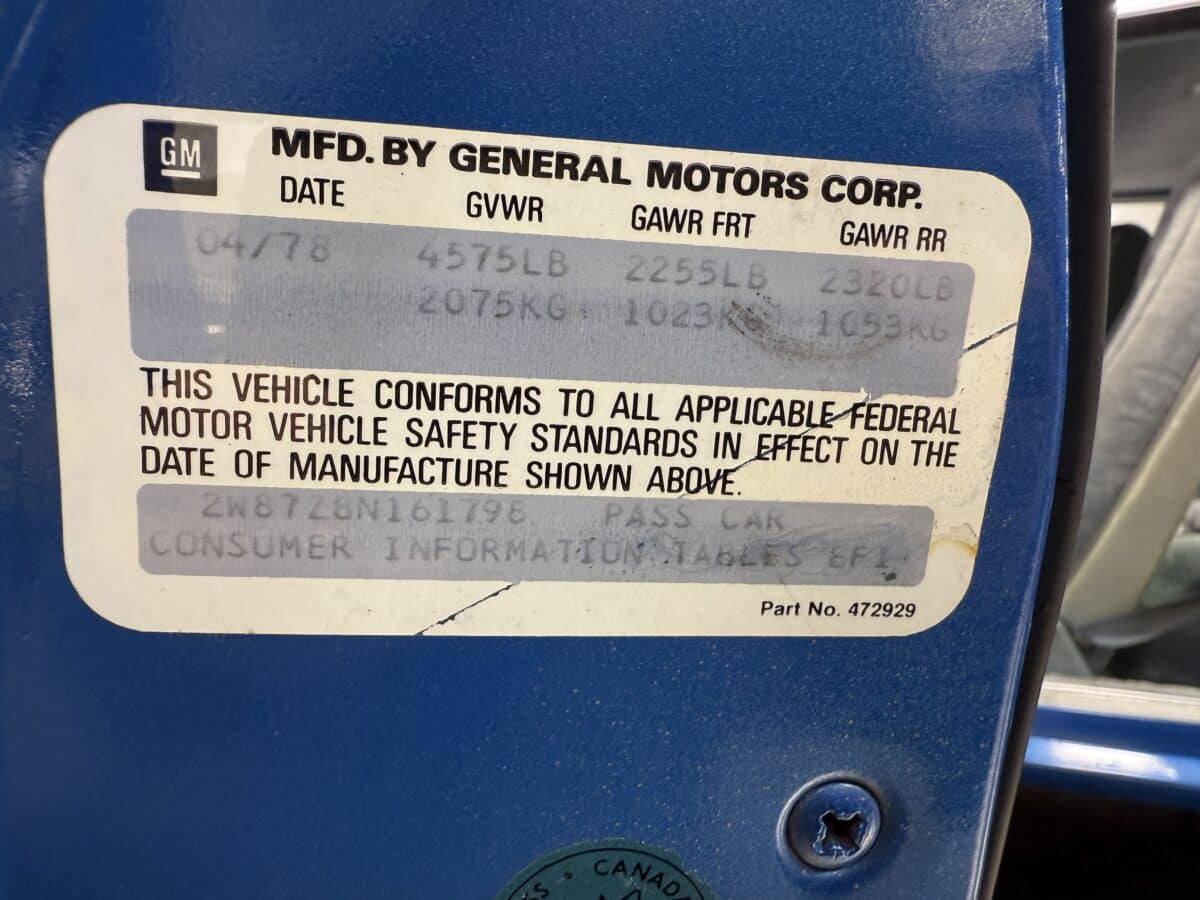 GM
MFD. BY GENERAL MOTORS CORP.
DATE GVWR GAWR FRT GAWR RR
04/78 4575LB 2255LB 2320LB
2075KG 1023KG 1053KG
THIS VEHICLE CONFORMS TO ALL APPLICABLE FEDERAL
MOTOR VEHICLE SAFETY STANDARDS IN EFFECT ON THE
DATE OF MANUFACTURE SHOWN ABOVE.
2W87Z8N161798 PASS CAR
CONSUMER INFORMATION TABLES
Part No. 472929
CANADA